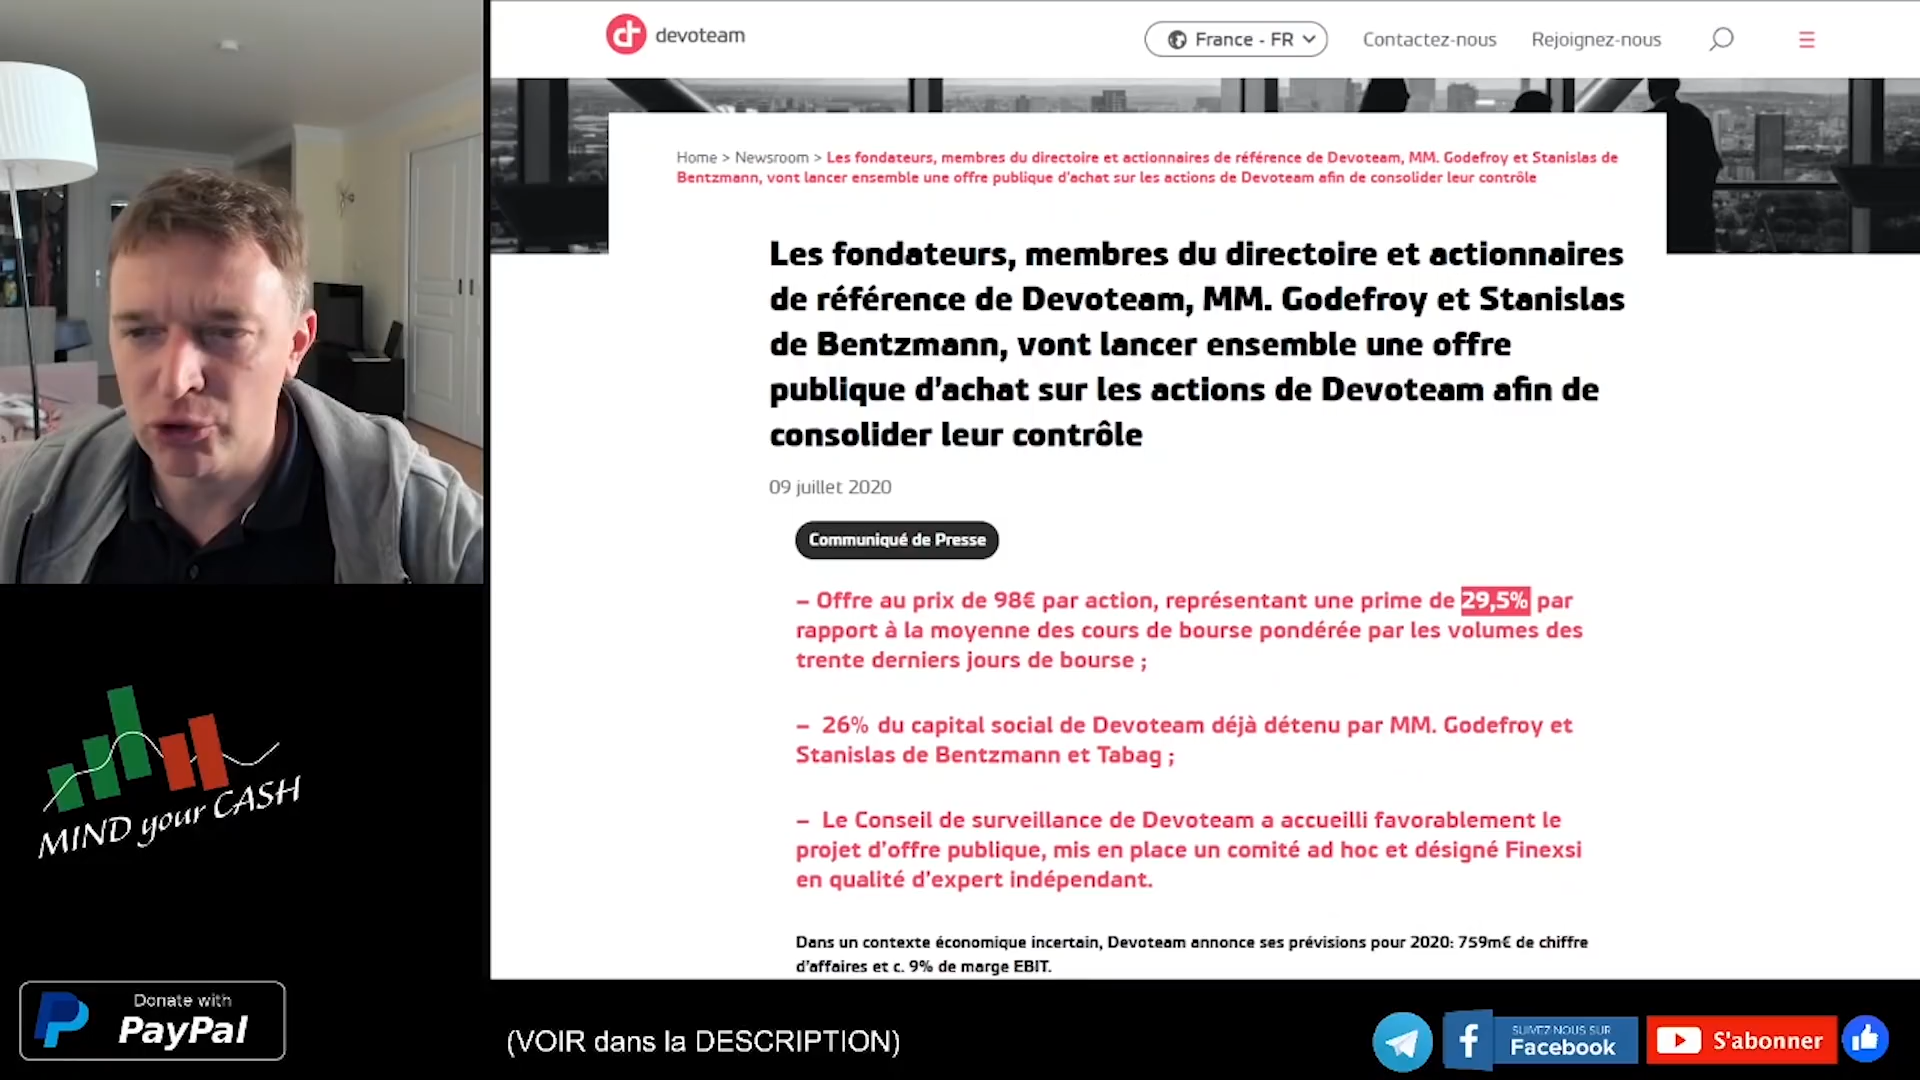 devoteam
France - FR
Contactez-nous
Rejoignez-nous
Home > Newsroom > Les fondateurs, membres du directoire et actionnaires de référence de Devoteam, MM. Godefroy et Stanislas de
Bentzmann, vont lancer ensemble une offre publique d'achat sur les actions de Devoteam afin de consolider leur contrôle
Les fondateurs, membres du directoire et actionnaires
de référence de Devoteam, MM. Godefroy et Stanislas
de Bentzmann, vont lancer ensemble une offre
publique d'achat sur les actions de Devoteam afin de
consolider leur contrôle
09 juillet 2020
Communiqué de Presse
– Offre au prix de 98€ par action, représentant une prime de 29,5% par
rapport à la moyenne des cours de bourse pondérée par les volumes des
trente derniers jours de bourse ;
– 26% du capital social de Devoteam déjà détenu par MM. Godefroy et
Stanislas de Bentzmann et Tabag ;
– Le Conseil de surveillance de Devoteam a accueilli favorablement le
projet d'offre publique, mis en place un comité ad hoc et désigné Finexsi
en qualité d'expert indépendant.
Dans un contexte économique incertain, Devoteam annonce ses prévisions pour 2020: 759m€ de chiffre
d'affaires et c. 9% de marge EBIT.
MIND your CASH
Donate with
PayPal
(VOIR dans la DESCRIPTION)
SUIVEZ-NOUS SUR
Facebook
S'abonner